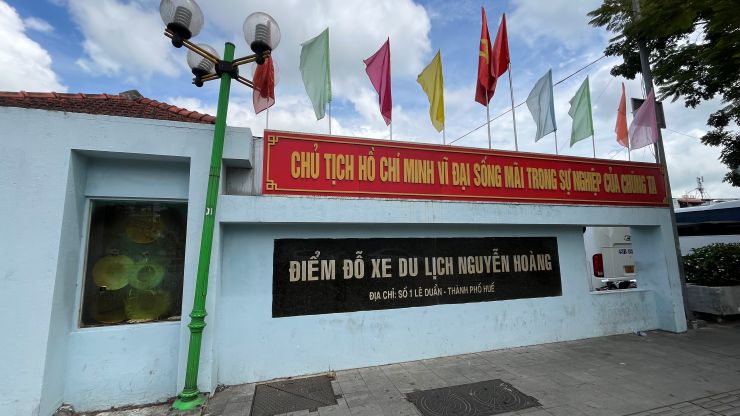 CHỦ TỊCH HỒ CHÍ MINH VĨ ĐẠI SỐNG MÃI TRONG SỰ NGHIỆP CỦA CHÚNG TA
ĐIỂM ĐỖ XE DU LỊCH NGUYỄN HOÀNG
ĐỊA CHỈ: SỐ 1 LÊ DUẨN - THÀNH PHỐ HUẾ